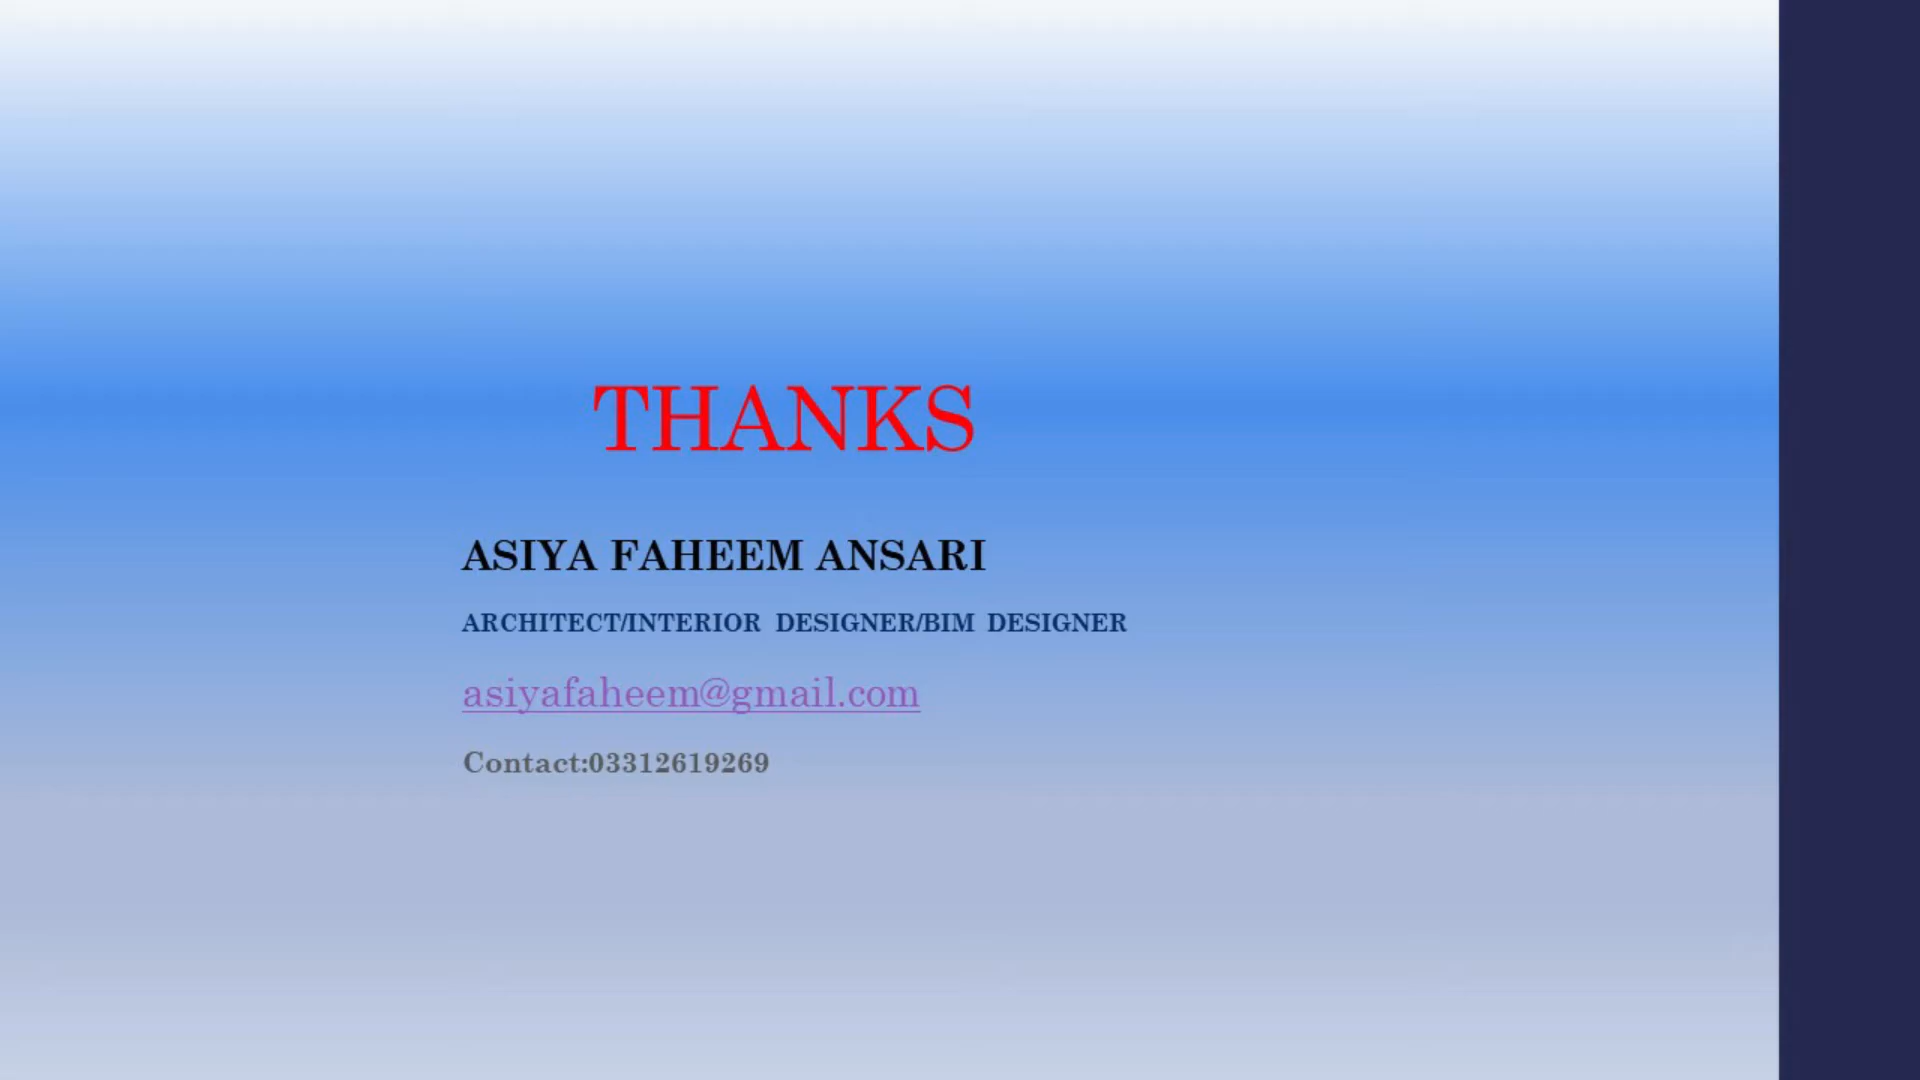 THANKS
ASIYA FAHEEM ANSARI
ARCHITECT/INTERIOR DESIGNER/BIM DESIGNER
asiyafaheem@gmail.com
Contact:03312619269